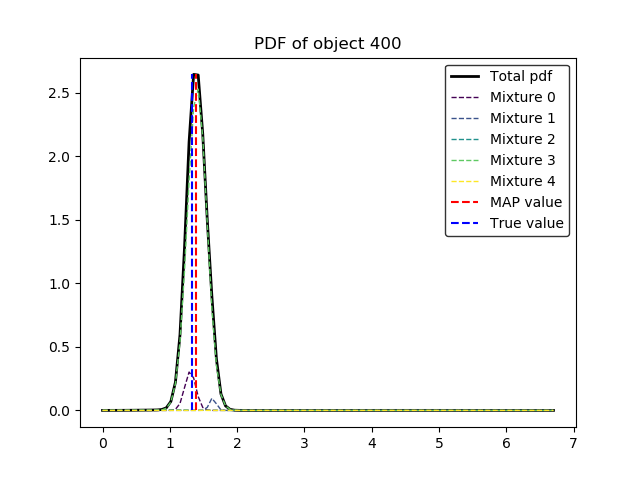 PDF of object 400
Total pdf
Mixture 0
Mixture 1
Mixture 2
Mixture 3
Mixture 4
MAP value
True value
2.5
2.0
1.5
1.0
0.5
0.0
0 1 2 3 4 5 6 7